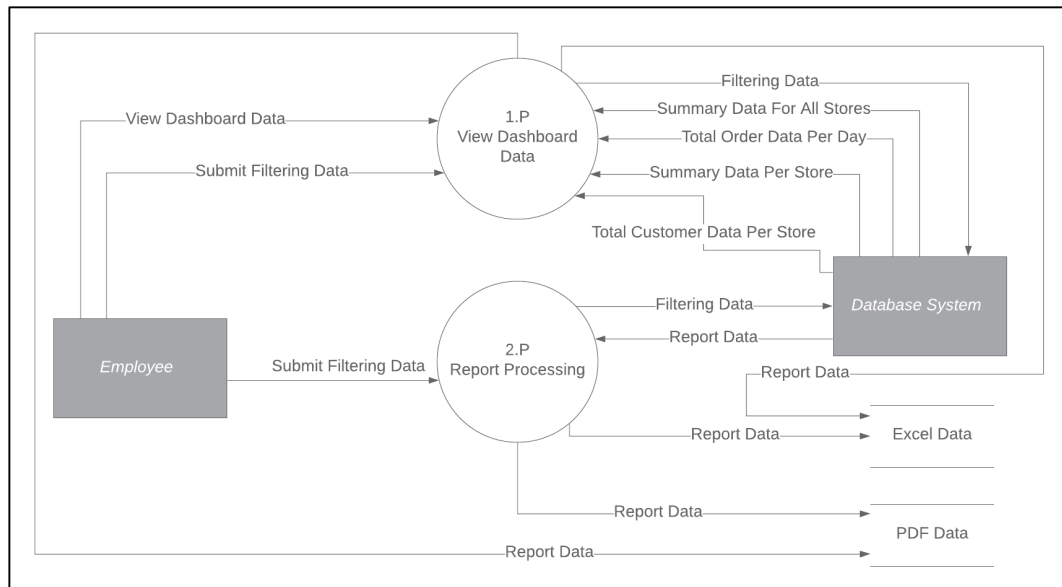 Filtering Data
1.P
View Dashboard
Data
Summary Data For All Stores
View Dashboard Data
Total Order Data Per Day
Submit Filtering Data
Summary Data Per Store
Total Customer Data Per Store
Database System
Filtering Data
Report Data
2.P
Report Processing
Employee
Submit Filtering Data
Report Data
Report Data
Excel Data
Report Data
PDF Data
Report Data